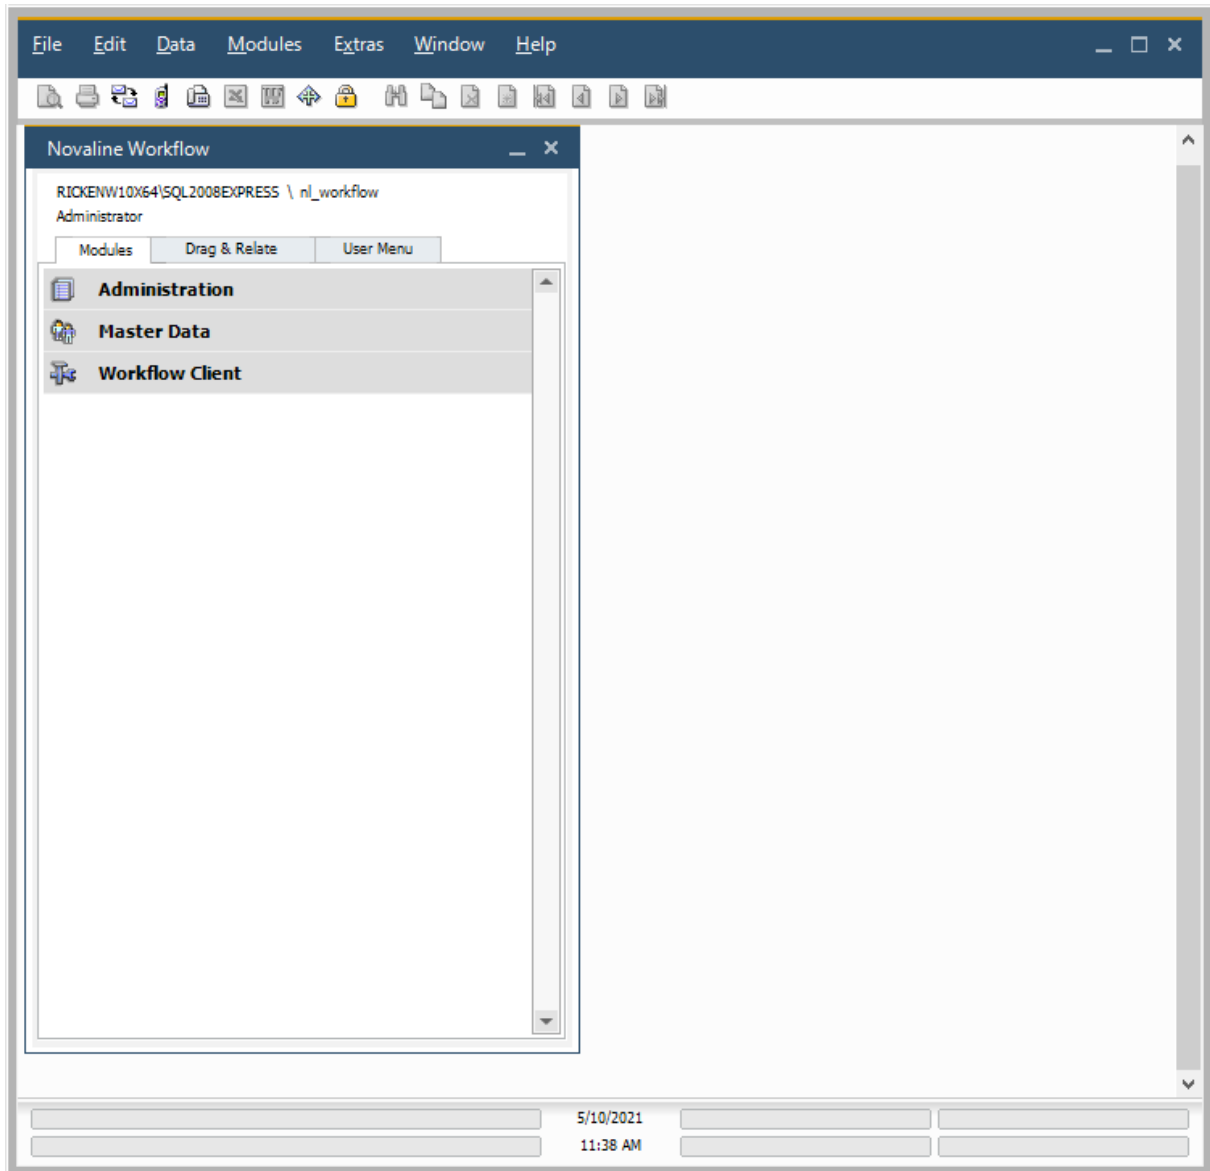 File Edit Data Modules Extras Window Help
Novaline Workflow
RICKENW10X64\SQL2008EXPRESS \ nl_workflow
Administrator
Modules Drag & Relate User Menu
Administration
Master Data
Workflow Client
5/10/2021
11:38 AM